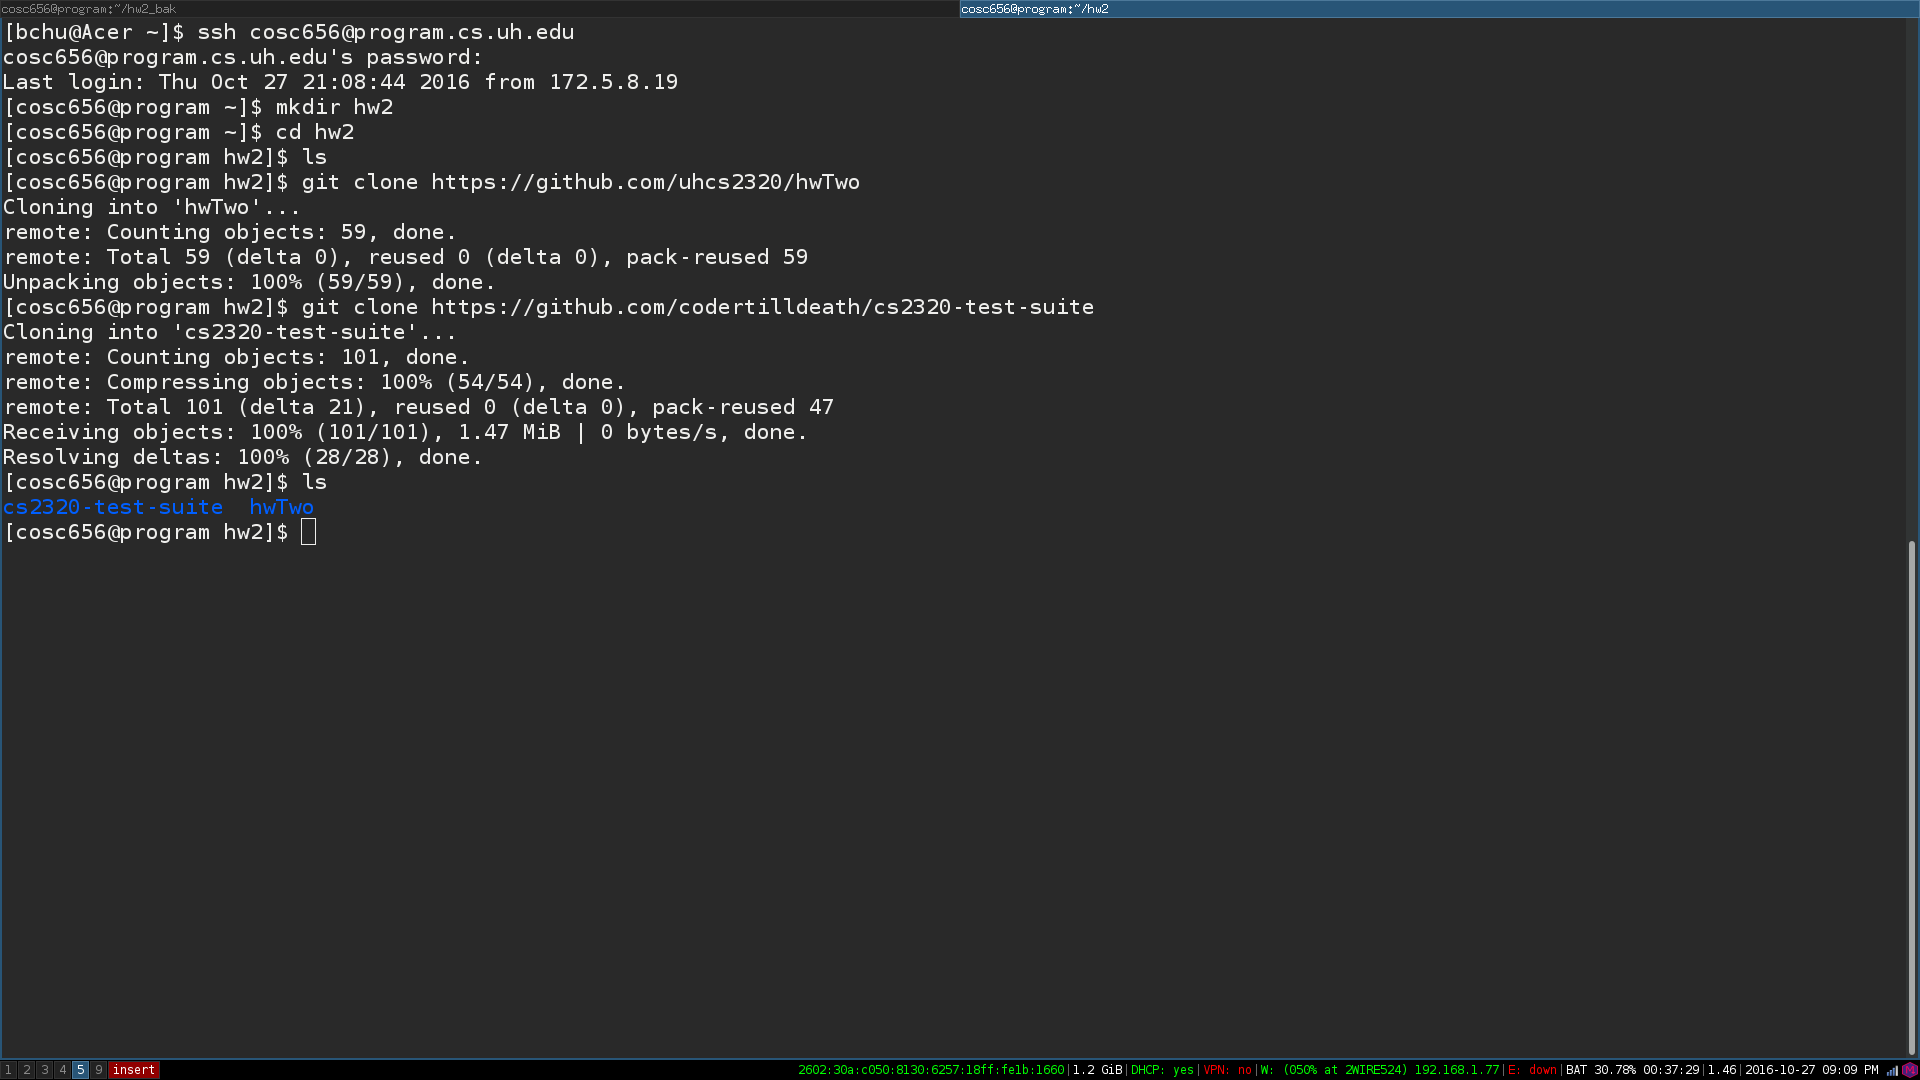 cosc656@program:~/hw2_bak
cosc656@program:~/hw2
[bchu@Acer ~]$ ssh cosc656@program.cs.uh.edu
cosc656@program.cs.uh.edu's password:
Last login: Thu Oct 27 21:08:44 2016 from 172.5.8.19
[cosc656@program ~]$ mkdir hw2
[cosc656@program ~]$ cd hw2
[cosc656@program hw2]$ ls
[cosc656@program hw2]$ git clone https://github.com/uhcs2320/hwTwo
Cloning into 'hwTwo'...
remote: Counting objects: 59, done.
remote: Total 59 (delta 0), reused 0 (delta 0), pack-reused 59
Unpacking objects: 100% (59/59), done.
[cosc656@program hw2]$ git clone https://github.com/codertilldeath/cs2320-test-suite
Cloning into 'cs2320-test-suite'...
remote: Counting objects: 101, done.
remote: Compressing objects: 100% (54/54), done.
remote: Total 101 (delta 21), reused 0 (delta 0), pack-reused 47
Receiving objects: 100% (101/101), 1.47 MiB | 0 bytes/s, done.
Resolving deltas: 100% (28/28), done.
[cosc656@program hw2]$ ls
cs2320-test-suite  hwTwo
[cosc656@program hw2]$
1 2 3 4 5 9 insert 2602:30a:c050:8130:6257:18ff:fe1b:1660|1.2 GiB|DHCP: yes|VPN: no|W: (050% at 2WIRE524) 192.168.1.77|E: down|BAT 30.78% 00:37:29|1.46|2016-10-27 09:09 PM